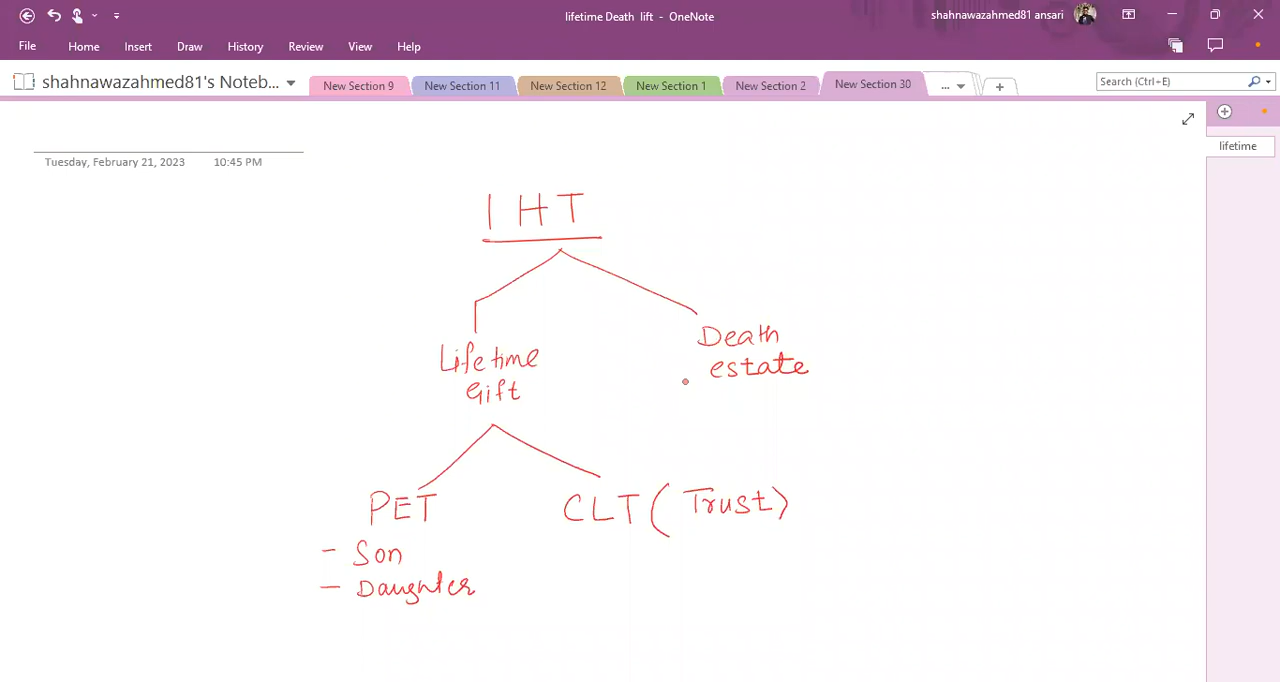 lifetime Death lift - OneNote
shahnawazahmed81 ansari
File Home Insert Draw History Review View Help
shahnawazahmed81's Noteb... New Section 9 New Section 11 New Section 12 New Section 1 New Section 2 New Section 30 ... +
Search (Ctrl+E)
lifetime
Tuesday, February 21, 2023 10:45 PM
IHT
Lifetime
Gift
Death
estate
PET
CLT (Trust)
- Son
- Daughter